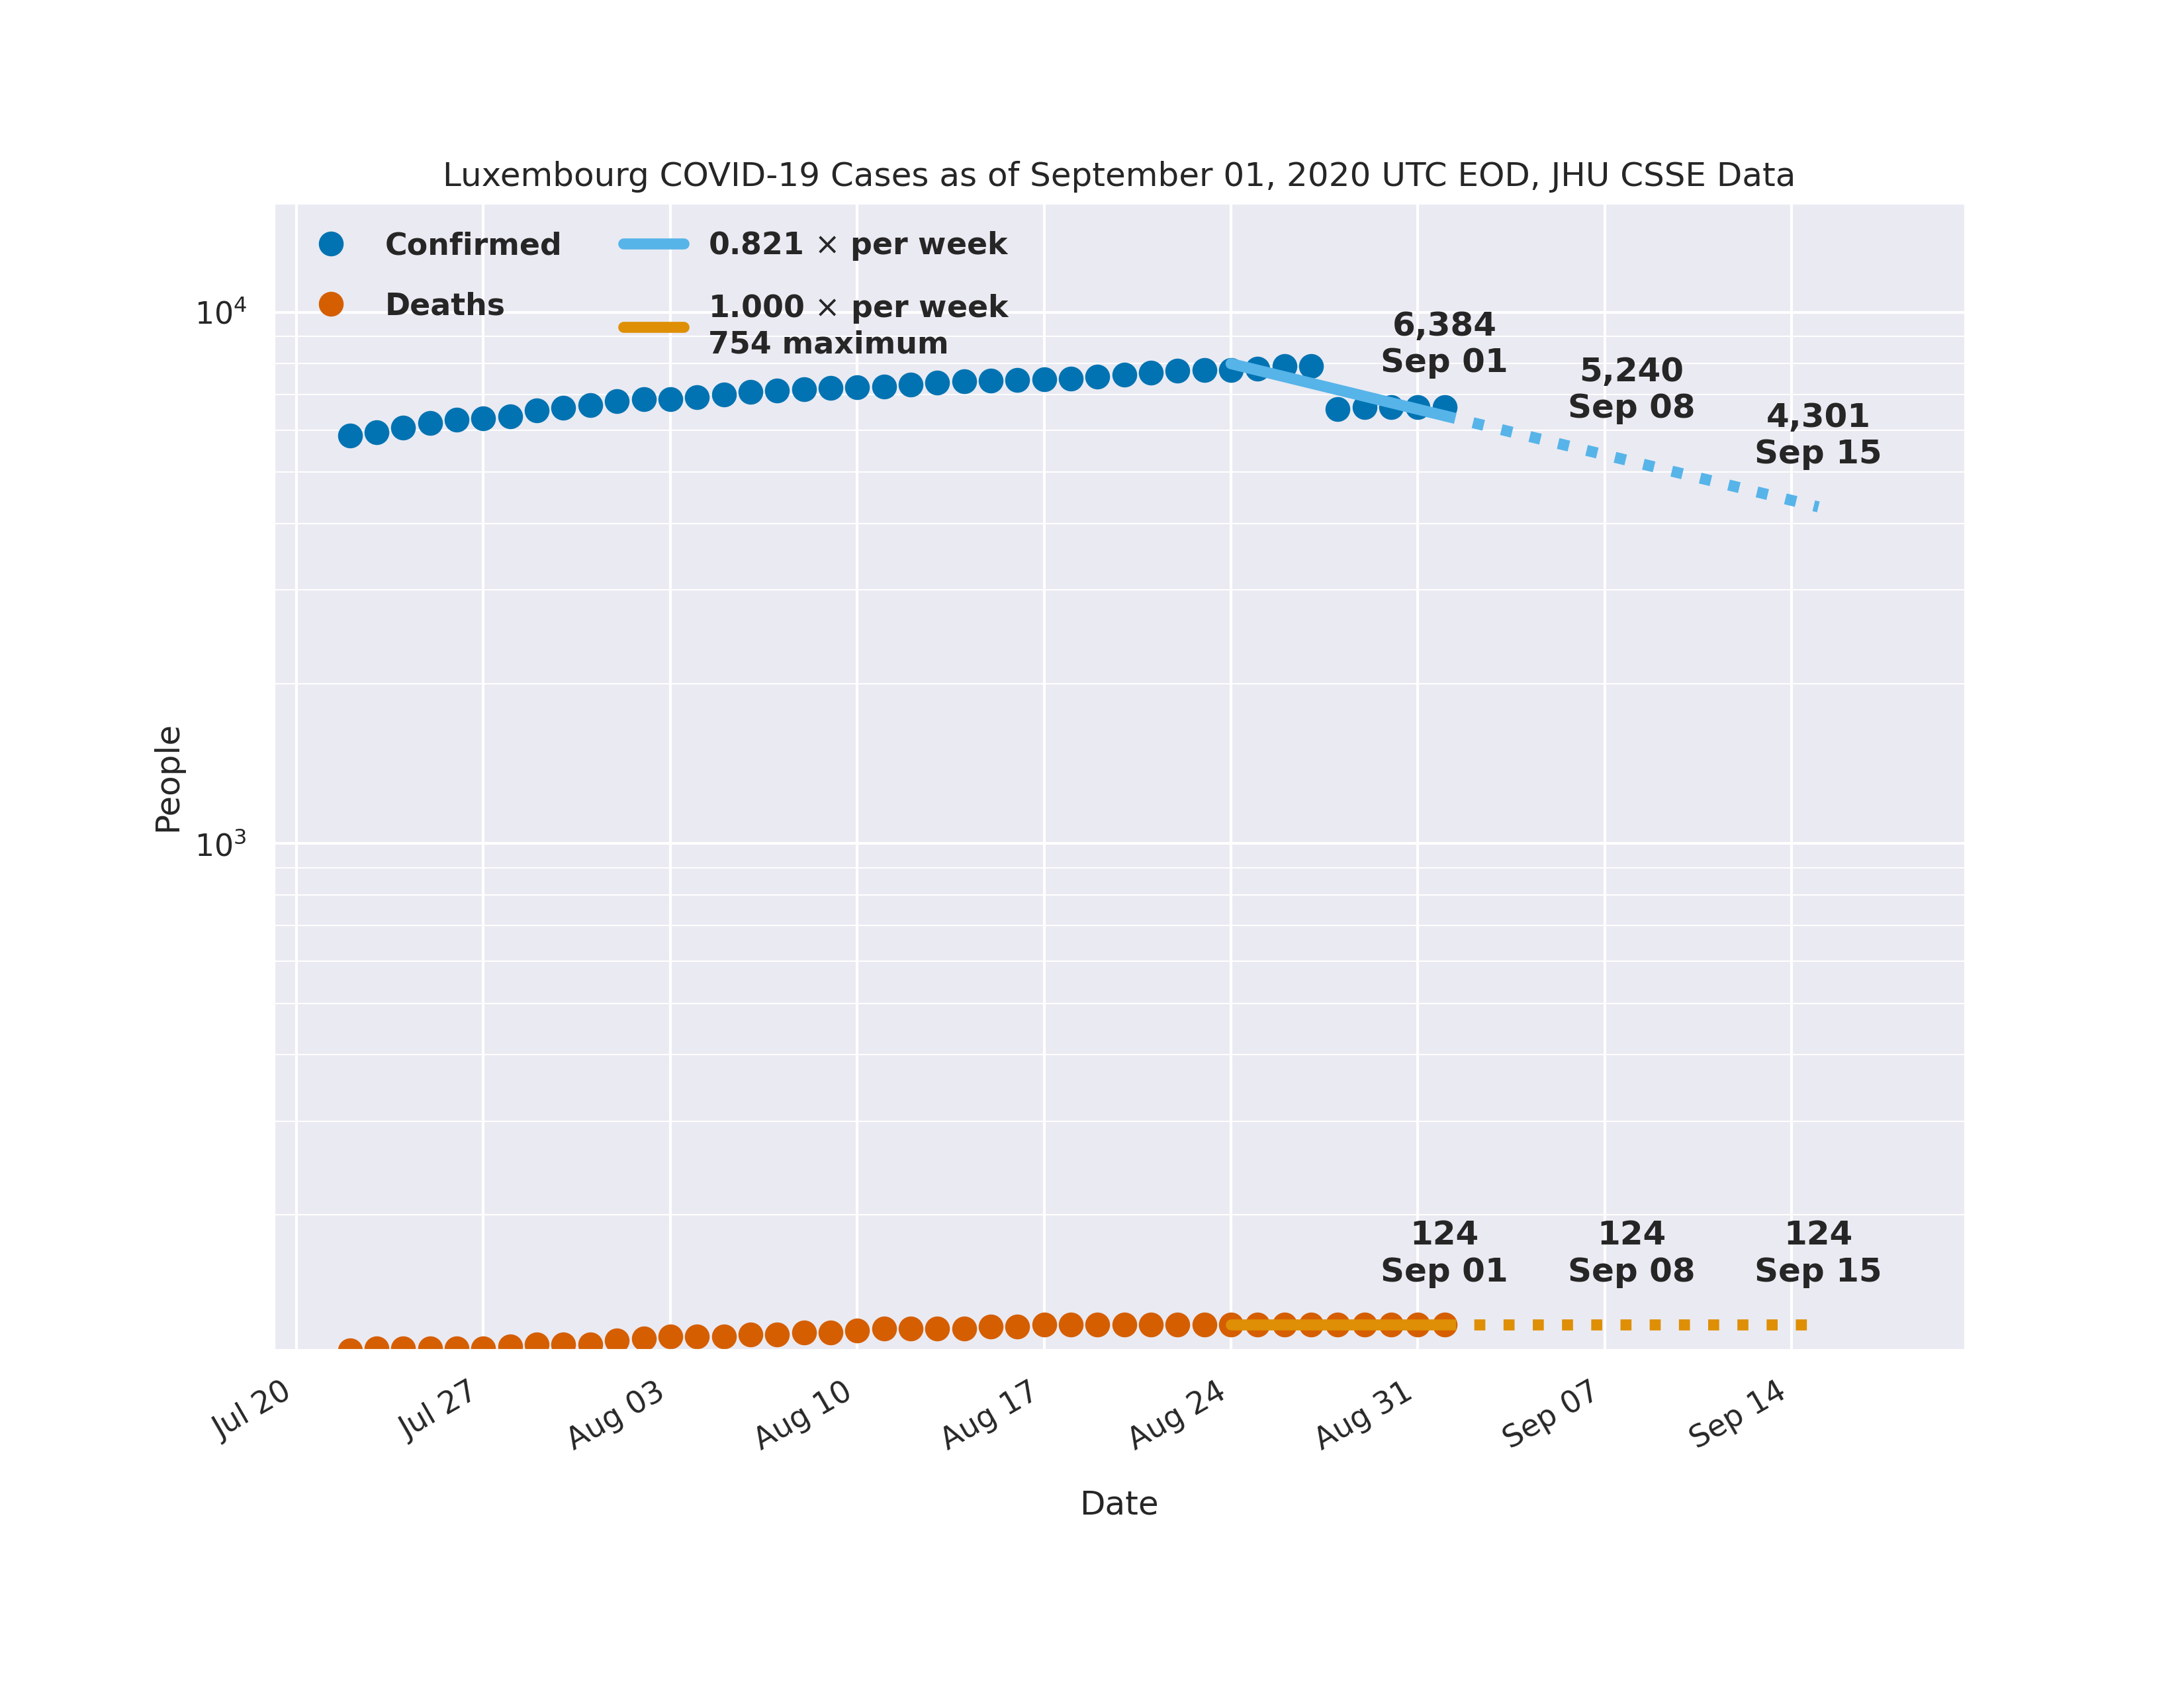 Luxembourg COVID-19 Cases as of September 01, 2020 UTC EOD, JHU CSSE Data
Confirmed
Deaths
0.821 × per week
1.000 × per week
754 maximum
6,384
Sep 01
5,240
Sep 08
4,301
Sep 15
10⁴
10³
People
124
Sep 01
124
Sep 08
124
Sep 15
Jul 20
Jul 27
Aug 03
Aug 10
Aug 17
Aug 24
Aug 31
Sep 07
Sep 14
Date